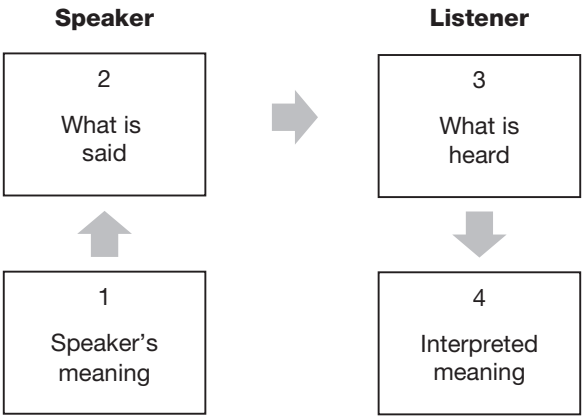 Speaker
Listener
2
What is
said
3
What is
heard
1
Speaker’s
meaning
4
Interpreted
meaning